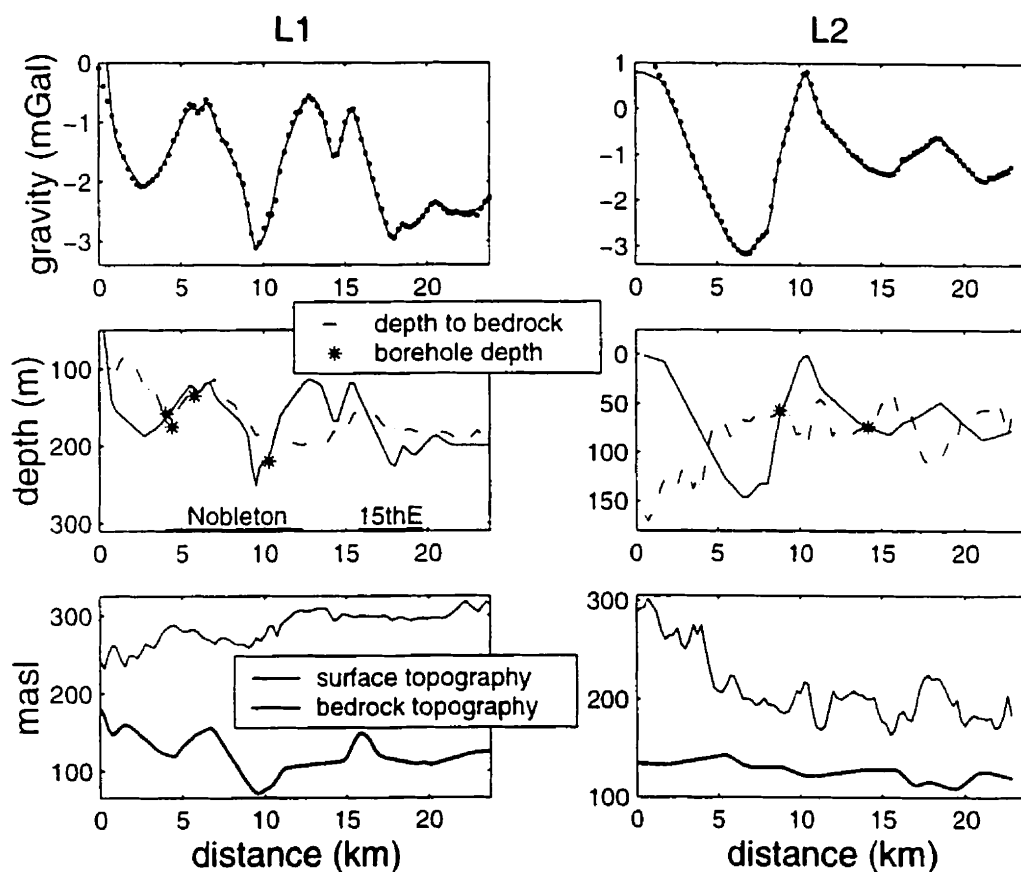 L1
L2
gravity (mGal)
0
-1
-2
-3
0 5 10 15 20
1
0
-1
-2
-3
0 5 10 15 20
– depth to bedrock
* borehole depth
depth (m)
100
200
300
Nobleton
15thE
0 5 10 15 20
0
50
100
150
0 5 10 15 20
masl
300
200
100
surface topography
bedrock topography
0 5 10 15 20
distance (km)
300
200
100
0 5 10 15 20
distance (km)